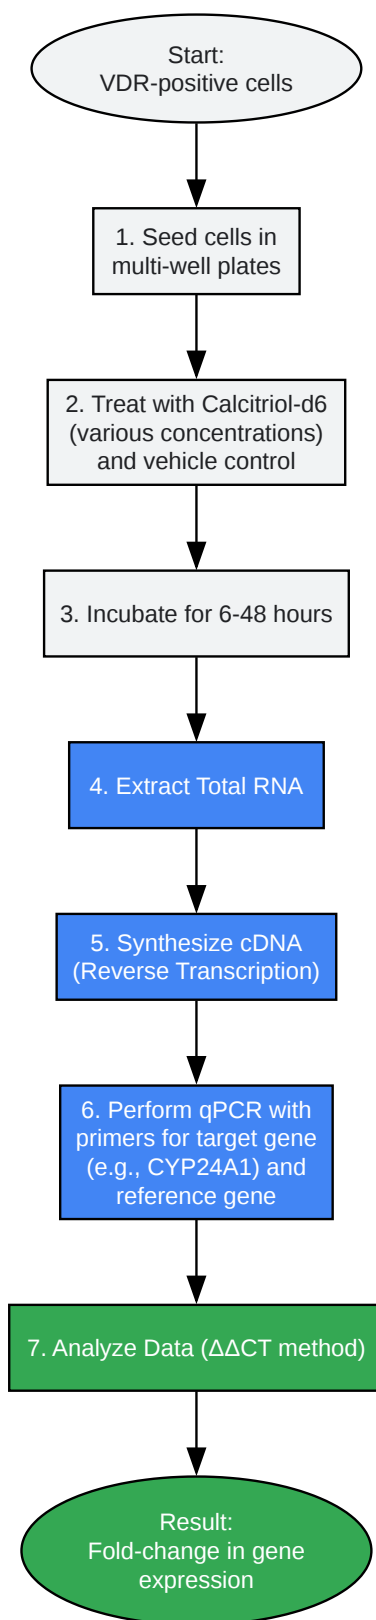 Start:
VDR-positive cells
1. Seed cells in
multi-well plates
2. Treat with Calcitriol-d6
(various concentrations)
and vehicle control
3. Incubate for 6-48 hours
4. Extract Total RNA
5. Synthesize cDNA
(Reverse Transcription)
6. Perform qPCR with
primers for target gene
(e.g., CYP24A1) and
reference gene
7. Analyze Data (ΔΔCT method)
Result:
Fold-change in gene
expression